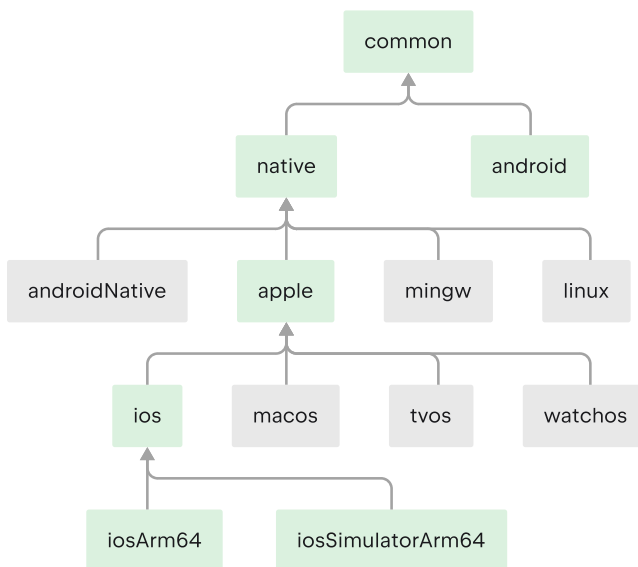 common
native
android
androidNative
apple
mingw
linux
ios
macos
tvos
watchos
iosArm64
iosSimulatorArm64